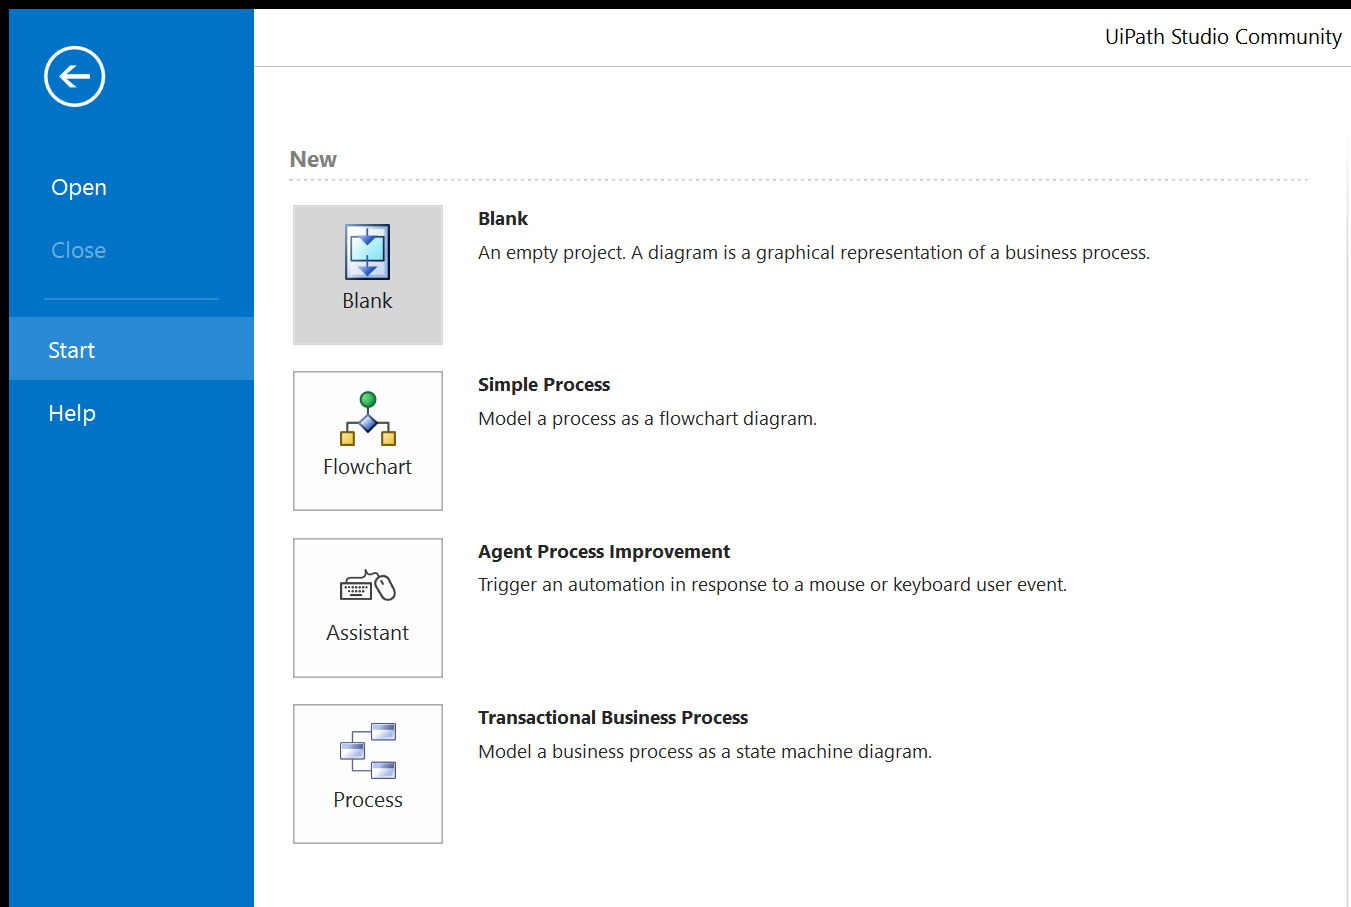 UiPath Studio Community
Open
Close
Start
Help
New
Blank
Blank
An empty project. A diagram is a graphical representation of a business process.
Flowchart
Simple Process
Model a process as a flowchart diagram.
Assistant
Agent Process Improvement
Trigger an automation in response to a mouse or keyboard user event.
Process
Transactional Business Process
Model a business process as a state machine diagram.